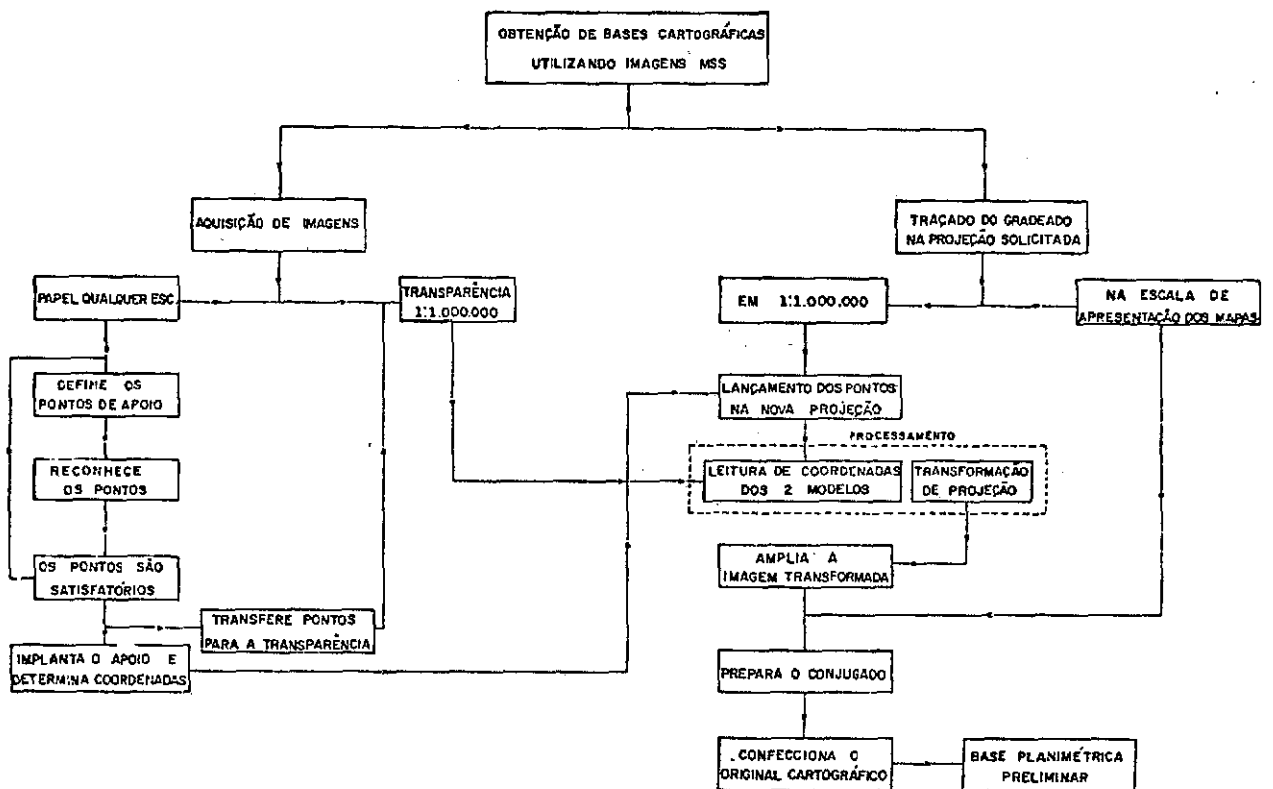 OBTENÇÃO DE BASES CARTOGRÁFICAS
UTILIZANDO IMAGENS MSS
AQUISIÇÃO DE IMAGENS
TRAÇADO DO GRADEADO
NA PROJEÇÃO SOLICITADA
PAPEL QUALQUER ESC
TRANSPARÊNCIA
1:1.000.000
EM 1:1.000.000
NA ESCALA DE
APRESENTAÇÃO DOS MAPAS
DEFINE OS
PONTOS DE APOIO
LANÇAMENTO DOS PONTOS
NA NOVA PROJEÇÃO
PROCESSAMENTO
RECONHECE
OS PONTOS
LEITURA DE COORDENADAS
DOS 2 MODELOS
TRANSFORMAÇÃO
DE PROJEÇÃO
OS PONTOS SÃO
SATISFATÓRIOS
AMPLIA A
IMAGEM TRANSFORMADA
TRANSFERE PONTOS
PARA A TRANSPARÊNCIA
IMPLANTA O APOIO E
DETERMINA COORDENADAS
PREPARA O CONJUGADO
CONFECCIONA O
ORIGINAL CARTOGRÁFICO
BASE PLANIMÉTRICA
PRELIMINAR